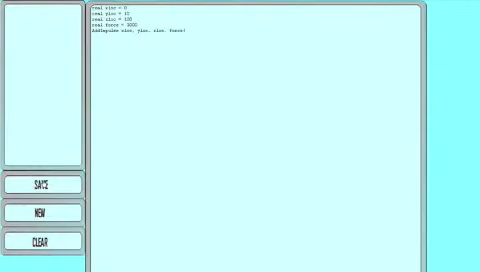 real xloc = 0
real yloc = 10
real zloc = 100
real force = 3000
AddImpulse xloc, yloc, zloc, force!
SAVE
NEW
CLEAR